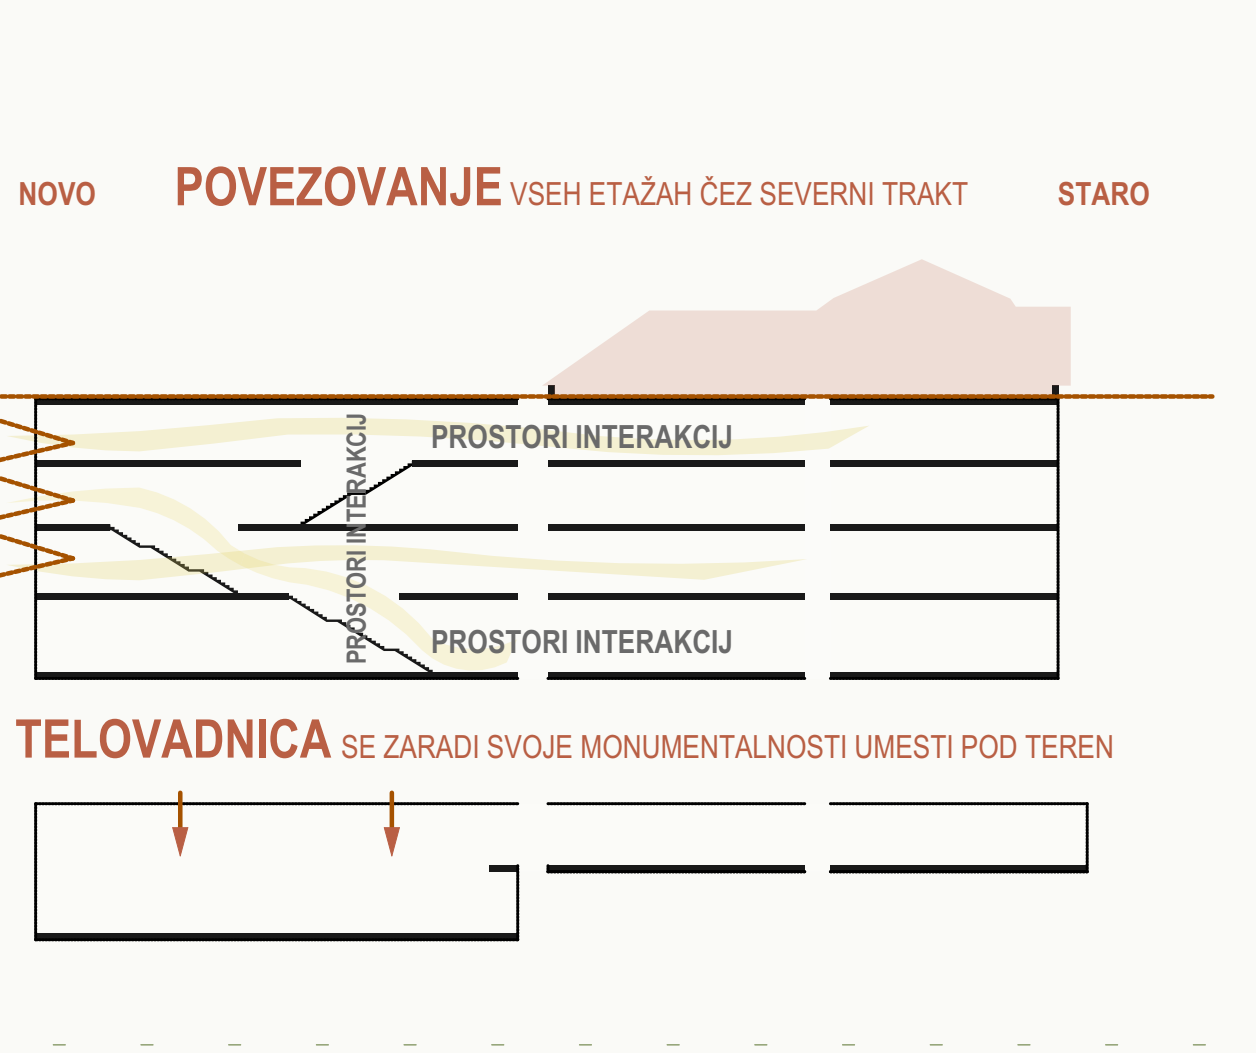 NOVO POVEZOVANJE VSEH ETAŽAH ČEZ SEVERNI TRAKT STARO
PROSTORI INTERAKCIJ
PROSTORI INTERAKCIJ
PROSTORI INTERAKCIJ
TELOVADNICA SE ZARADI SVOJE MONUMENTALNOSTI UMESTI POD TEREN